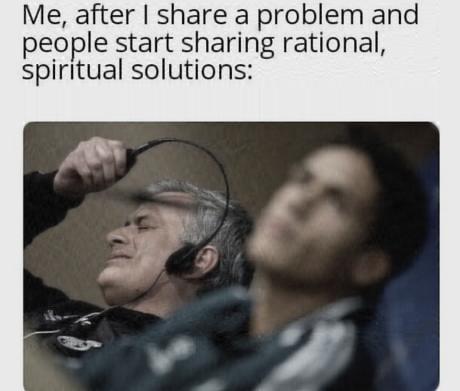 Me, after I share a problem and
people start sharing rational,
spiritual solutions: